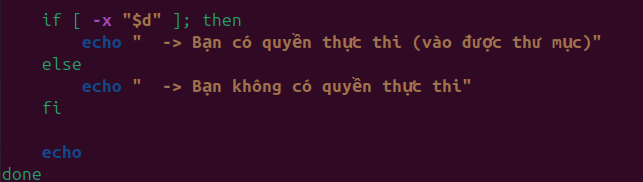 if [ -x "$d" ]; then
echo "  -> Bạn có quyền thực thi (vào được thư mục)"
else
echo "  -> Bạn không có quyền thực thi"
fi
echo
done